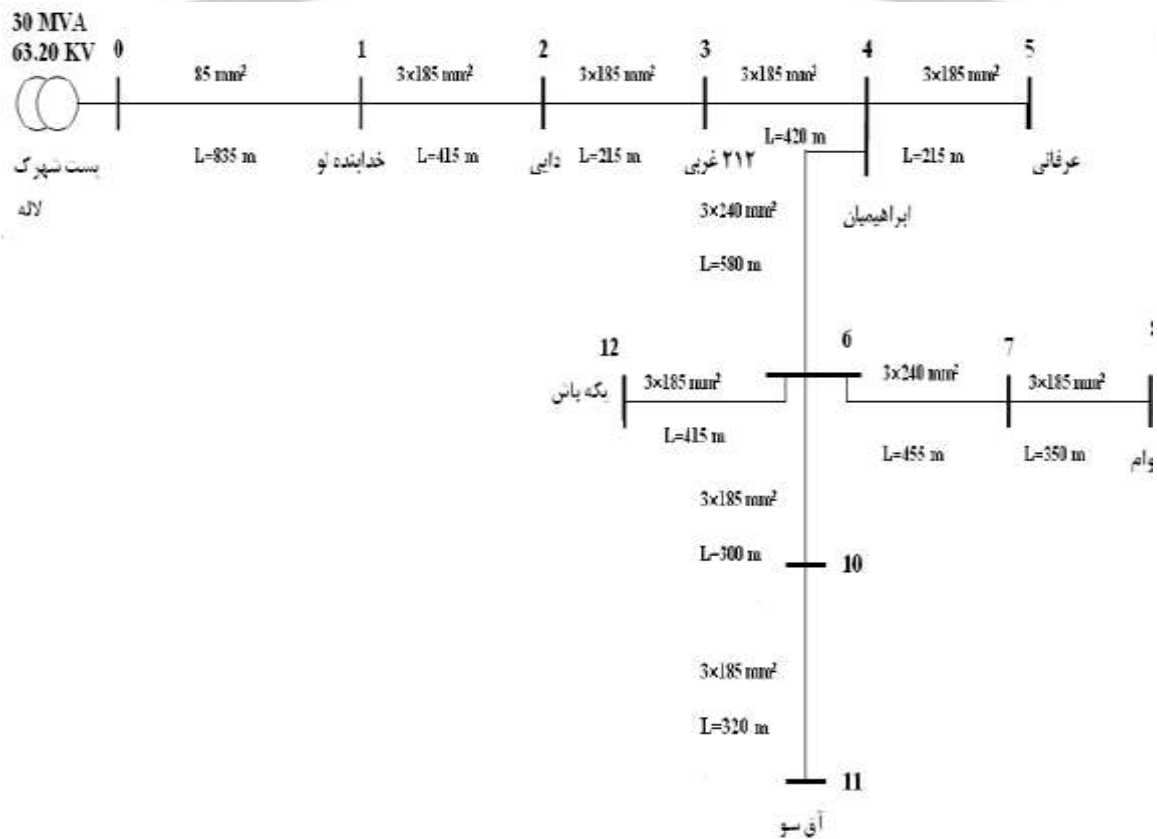 30 MVA
63.20 KV
0
1
2
3
4
5
85 mm²
3×185 mm²
3×185 mm²
3×185 mm²
3×185 mm²
L=835 m
L=415 m
L=215 m
L=420 m
L=215 m
پست شهرک
لاله
خدابنده لو
دایی
۲۱۲ غربی
ابراهیمیان
عرفانی
3×240 mm²
L=580 m
12
6
7
3×185 mm²
3×240 mm²
3×185 mm²
یکه باش
L=415 m
L=455 m
L=350 m
وام
3×185 mm²
L=300 m
10
3×185 mm²
L=320 m
11
آق سو